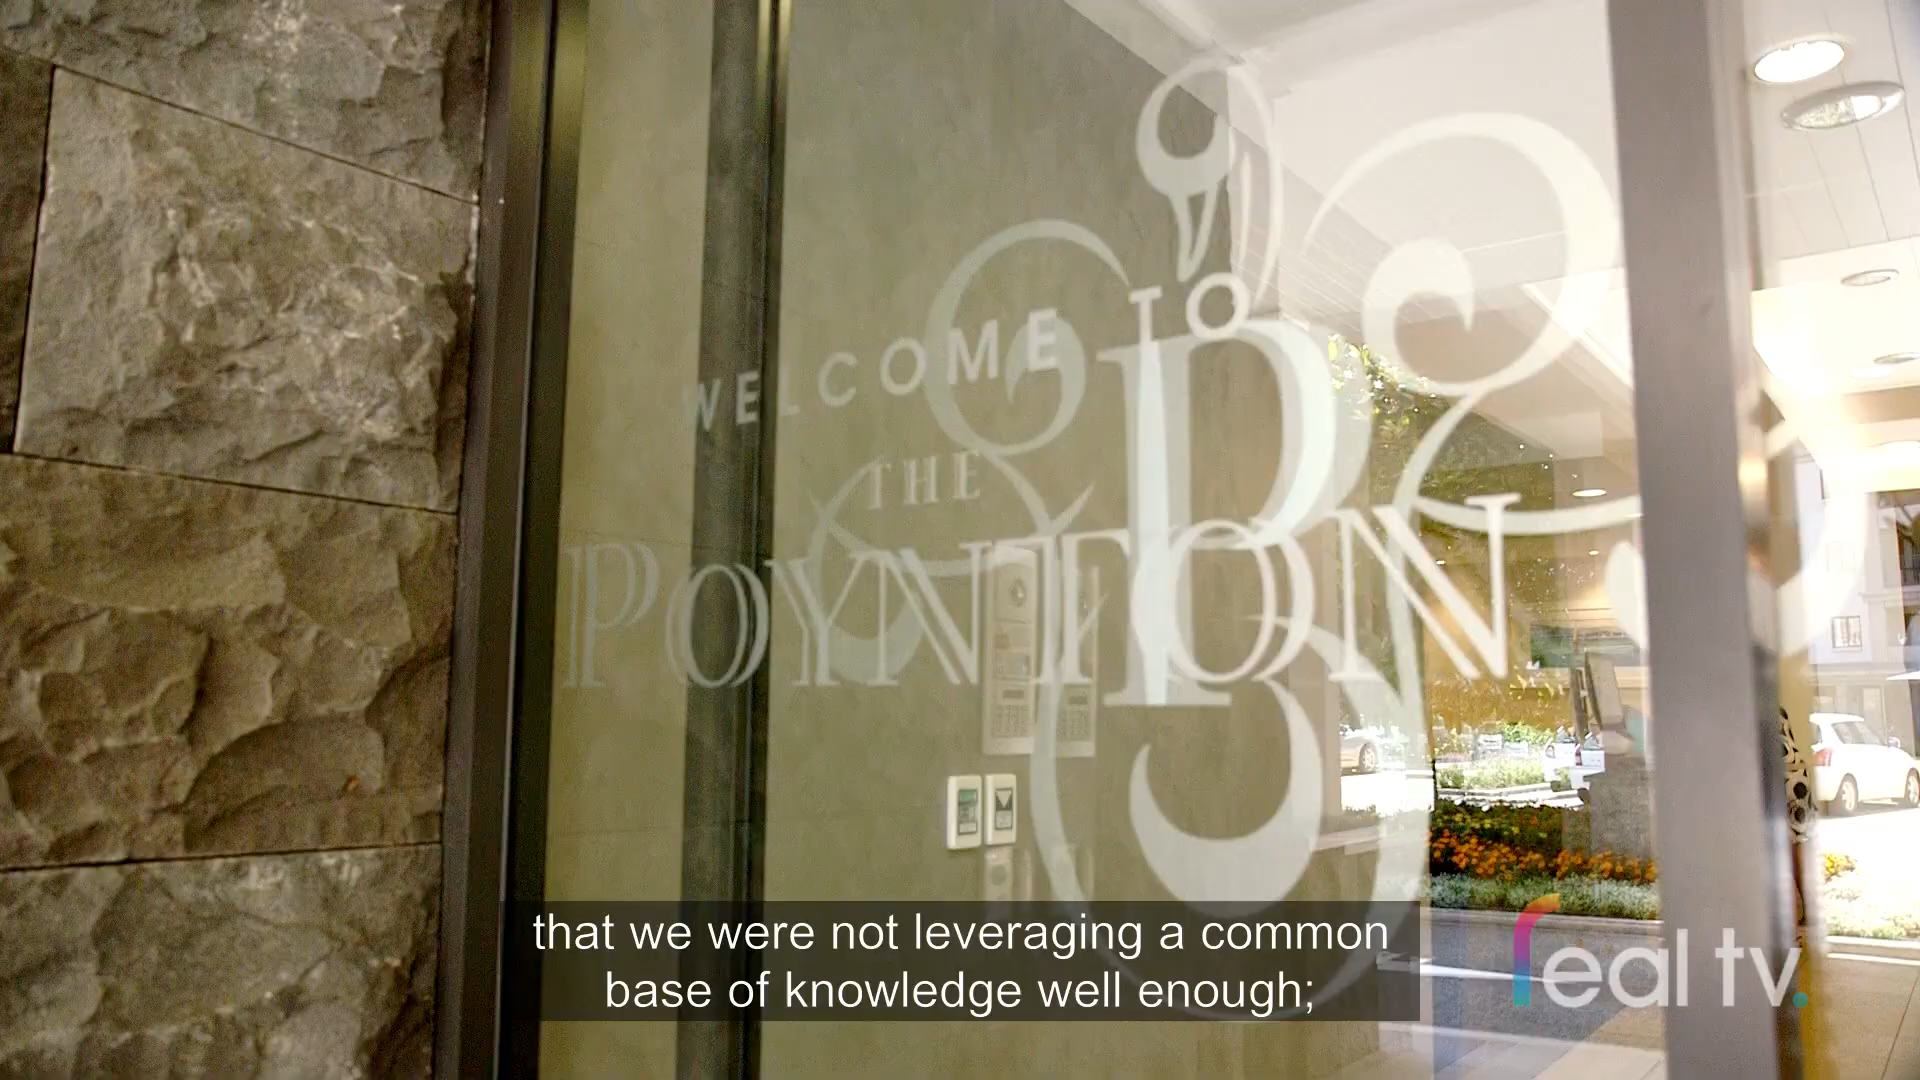 WELCOME TO
THE
POYNTON
that we were not leveraging a common
base of knowledge well enough;
real tv.